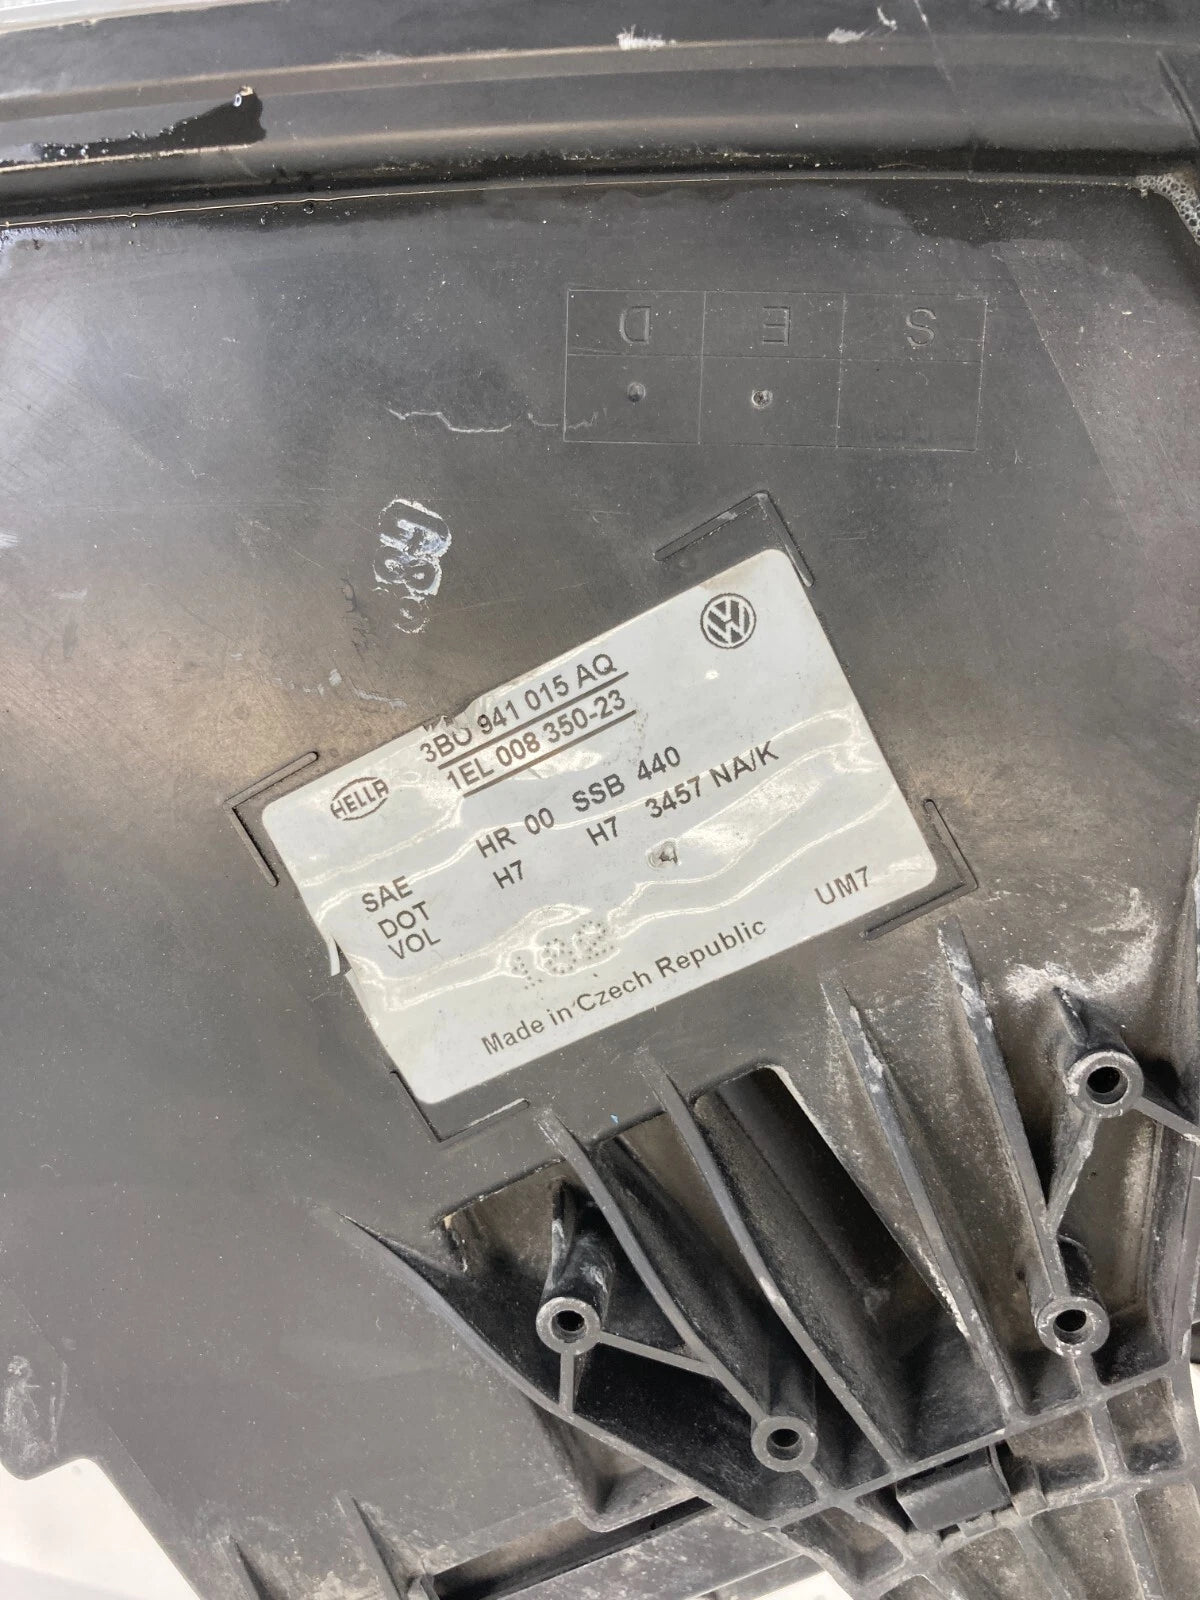 D E S
HELLA
3B0 941 015 AQ
1EL 008 350-23
SAE HR 00 SSB 440
DOT H7 H7 3457 NA/K
VOL
Made in Czech Republic
UM7